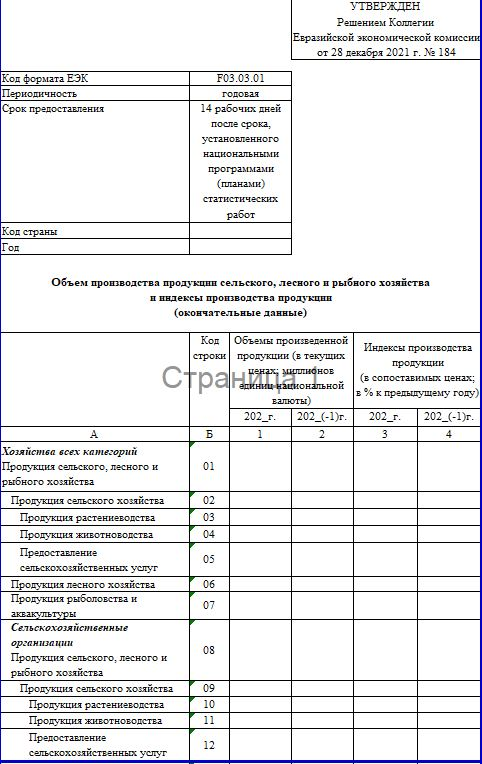 УТВЕРЖДЕН
Решением Коллегии
Евразийской экономической комиссии
от 28 декабря 2021 г. № 184
Код формата ЕЭК F03.03.01
Периодичность годовая
Срок предоставления 14 рабочих дней
после срока,
установленного
национальными
программами
(планами)
статистических
работ
Код страны
Год
Объем производства продукции сельского, лесного и рыбного хозяйства
и индексы производства продукции
(окончательные данные)
Код
строки
Объемы произведенной
продукции (в текущих
ценах; миллионов
единиц национальной
валюты)
Индексы производства
продукции
(в сопоставимых ценах;
в % к предыдущему году)
Страница 1
202_г. 202_(-1)г. 202_г. 202_(-1)г.
А Б 1 2 3 4
Хозяйства всех категорий
Продукция сельского, лесного и
рыбного хозяйства
01
Продукция сельского хозяйства 02
Продукция растениеводства 03
Продукция животноводства 04
Предоставление
сельскохозяйственных услуг
05
Продукция лесного хозяйства 06
Продукция рыболовства и
аквакультуры
07
Сельскохозяйственные
организации
Продукция сельского, лесного и
рыбного хозяйства
08
Продукция сельского хозяйства 09
Продукция растениеводства 10
Продукция животноводства 11
Предоставление
сельскохозяйственных услуг
12